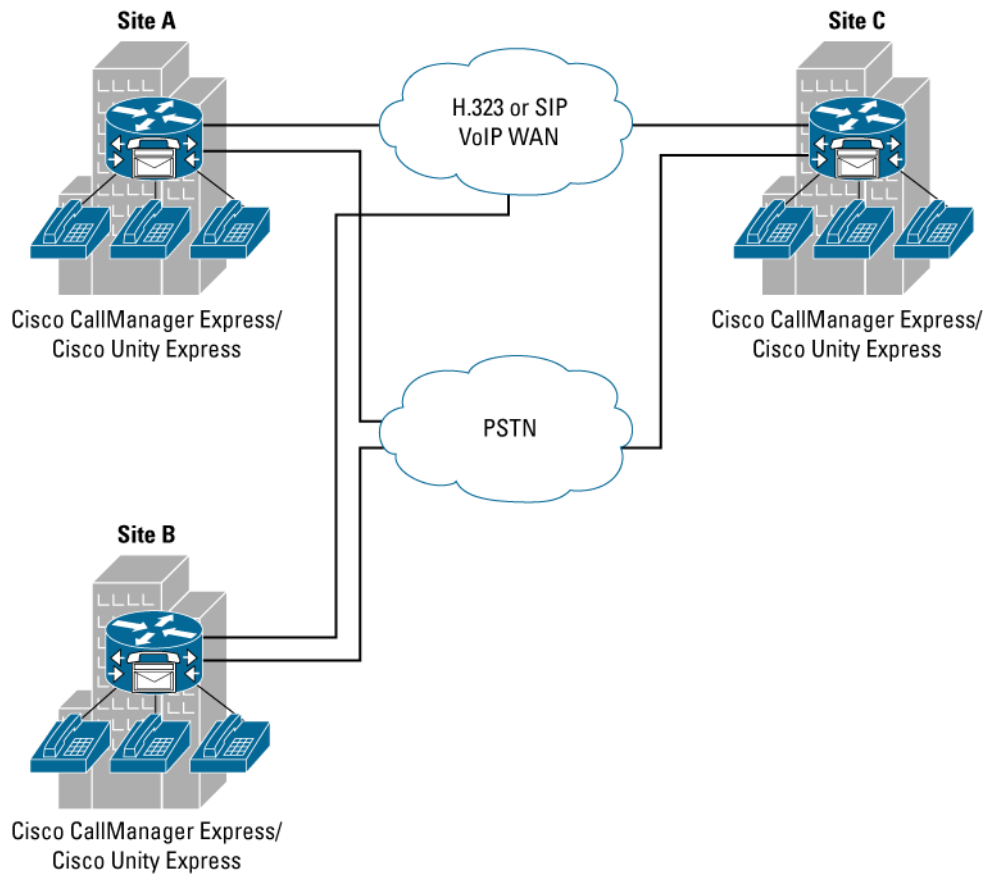 Site A
Site C
H.323 or SIP
VoIP WAN
Cisco CallManager Express/
Cisco Unity Express
Cisco CallManager Express/
Cisco Unity Express
PSTN
Site B
Cisco CallManager Express/
Cisco Unity Express